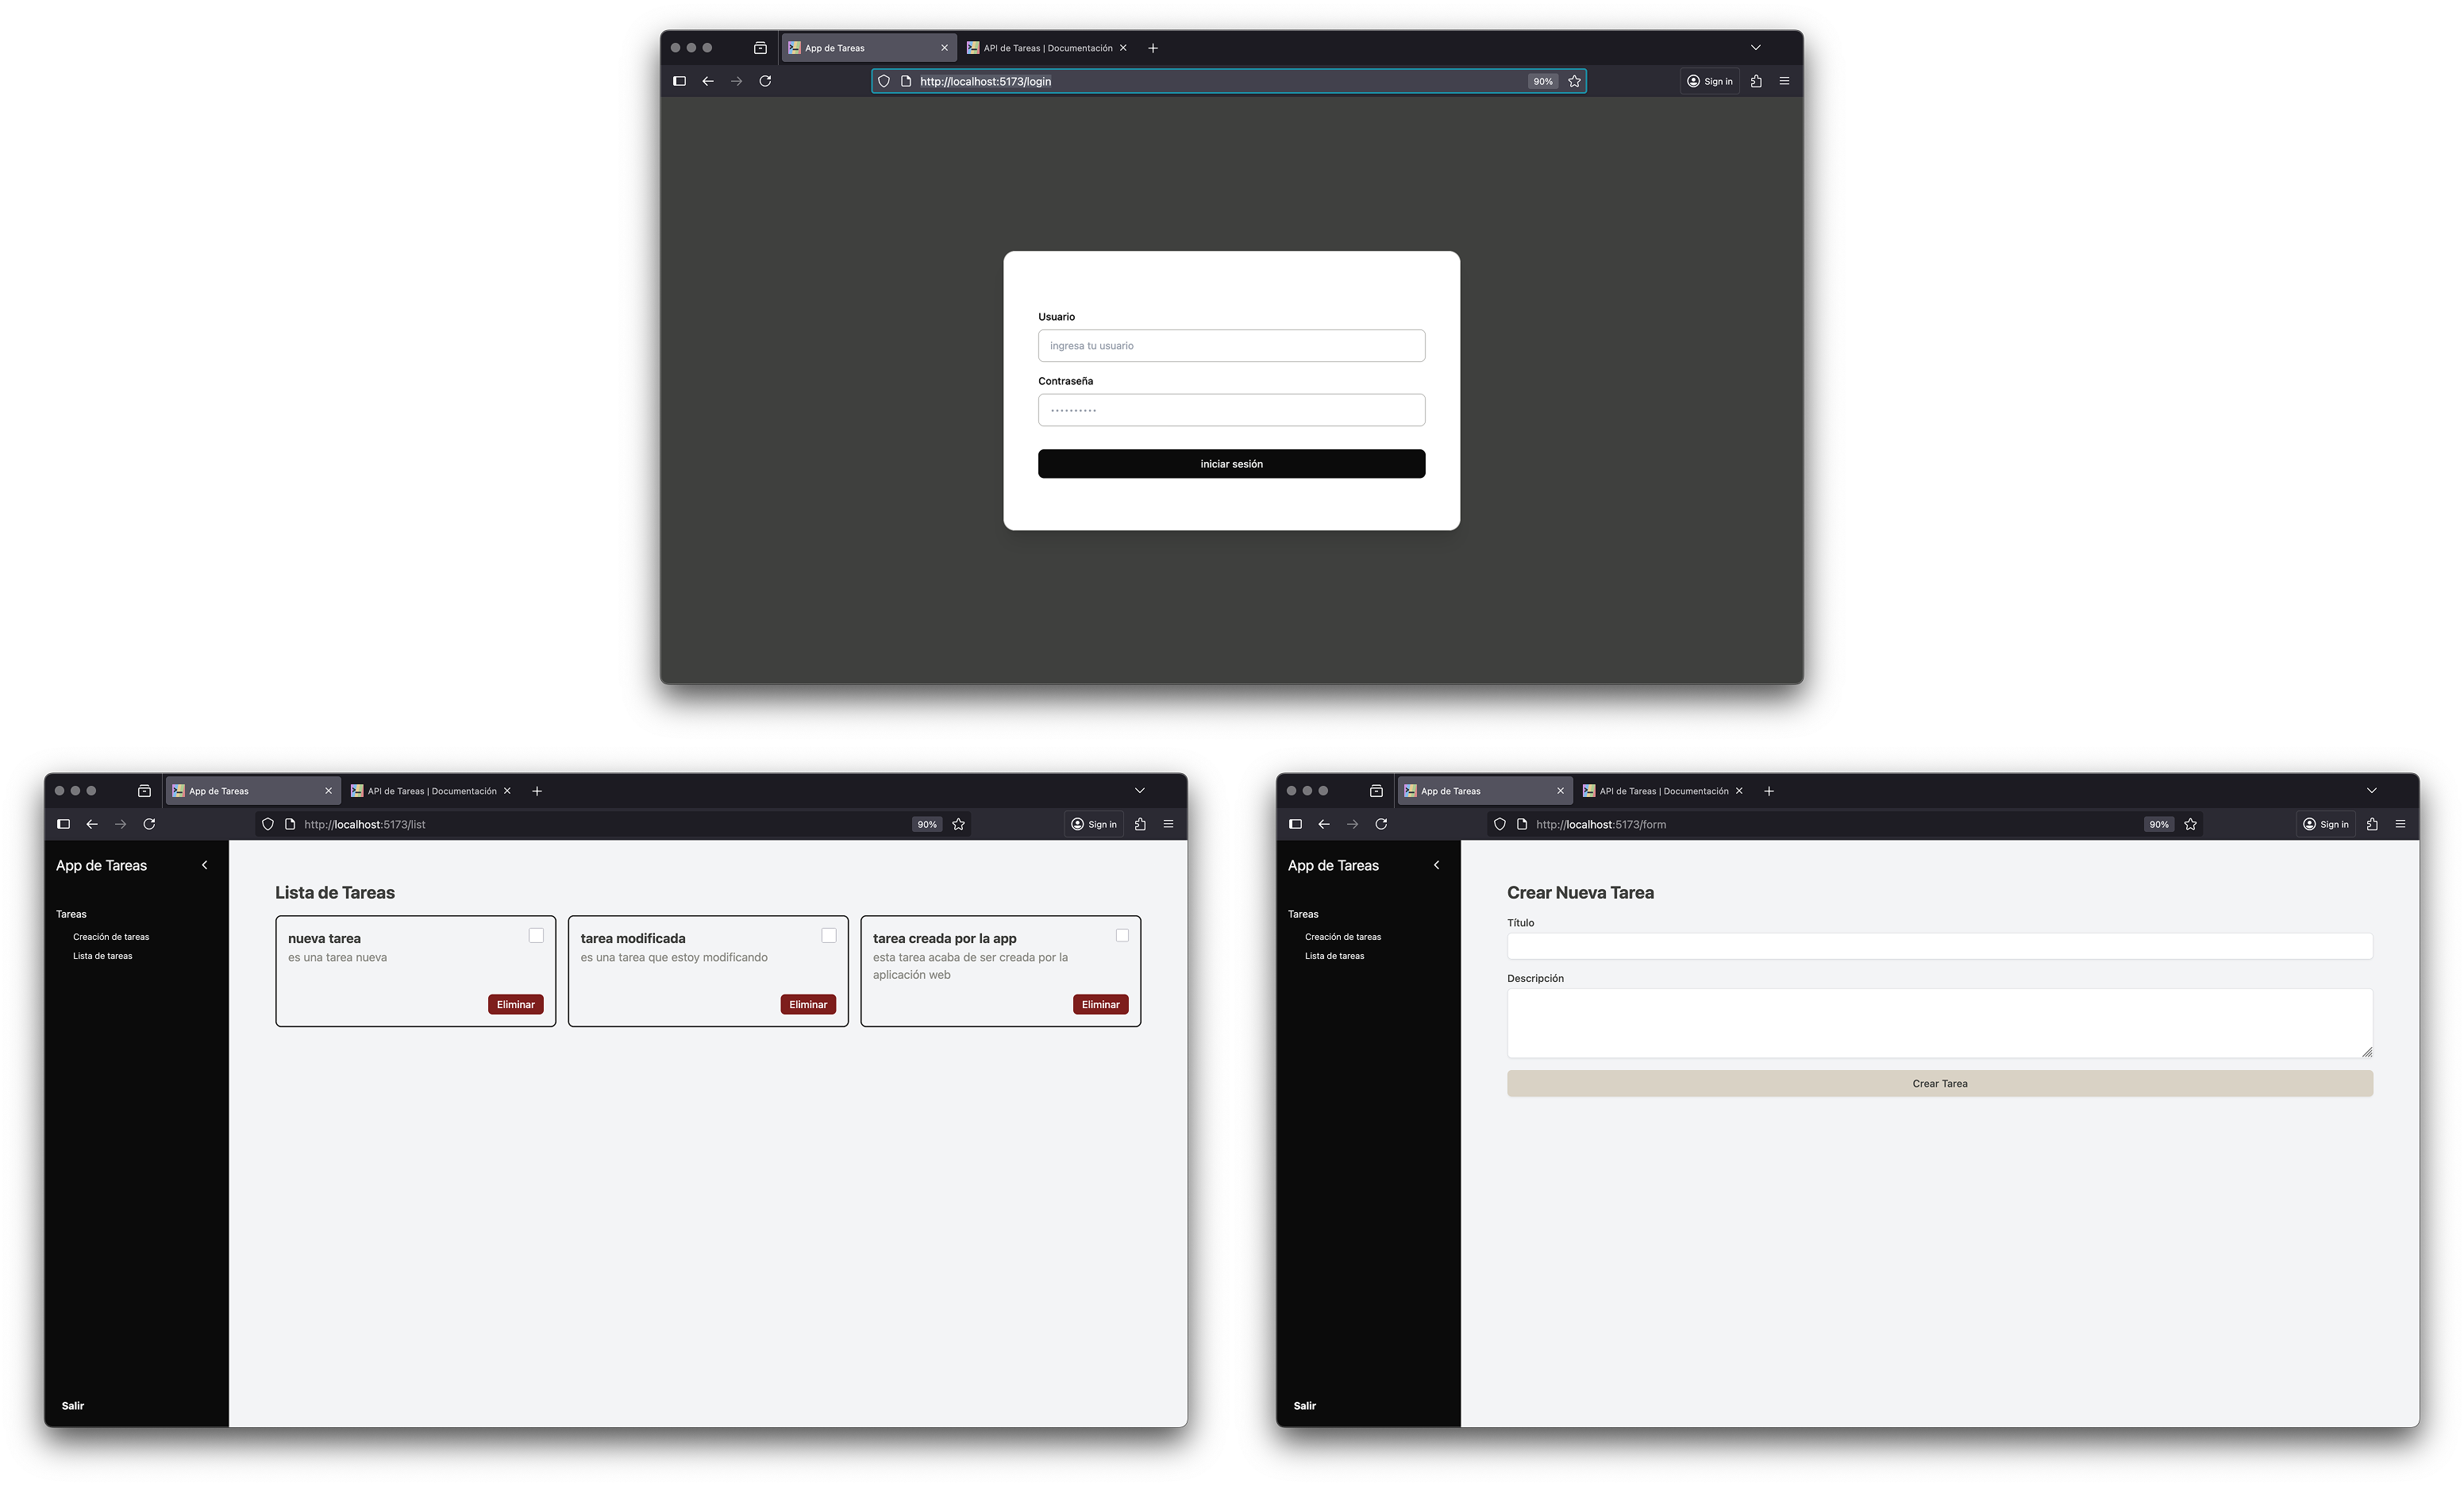 App de Tareas
API de Tareas | Documentación
http://localhost:5173/login
90%
Sign in
Usuario
ingresa tu usuario
Contraseña
iniciar sesión
App de Tareas
API de Tareas | Documentación
http://localhost:5173/list
90%
Sign in
App de Tareas
Tareas
Creación de tareas
Lista de tareas
Salir
Lista de Tareas
nueva tarea
es una tarea nueva
Eliminar
tarea modificada
es una tarea que estoy modificando
Eliminar
tarea creada por la app
esta tarea acaba de ser creada por la
aplicación web
Eliminar
App de Tareas
API de Tareas | Documentación
http://localhost:5173/form
90%
Sign in
App de Tareas
Tareas
Creación de tareas
Lista de tareas
Salir
Crear Nueva Tarea
Título
Descripción
Crear Tarea